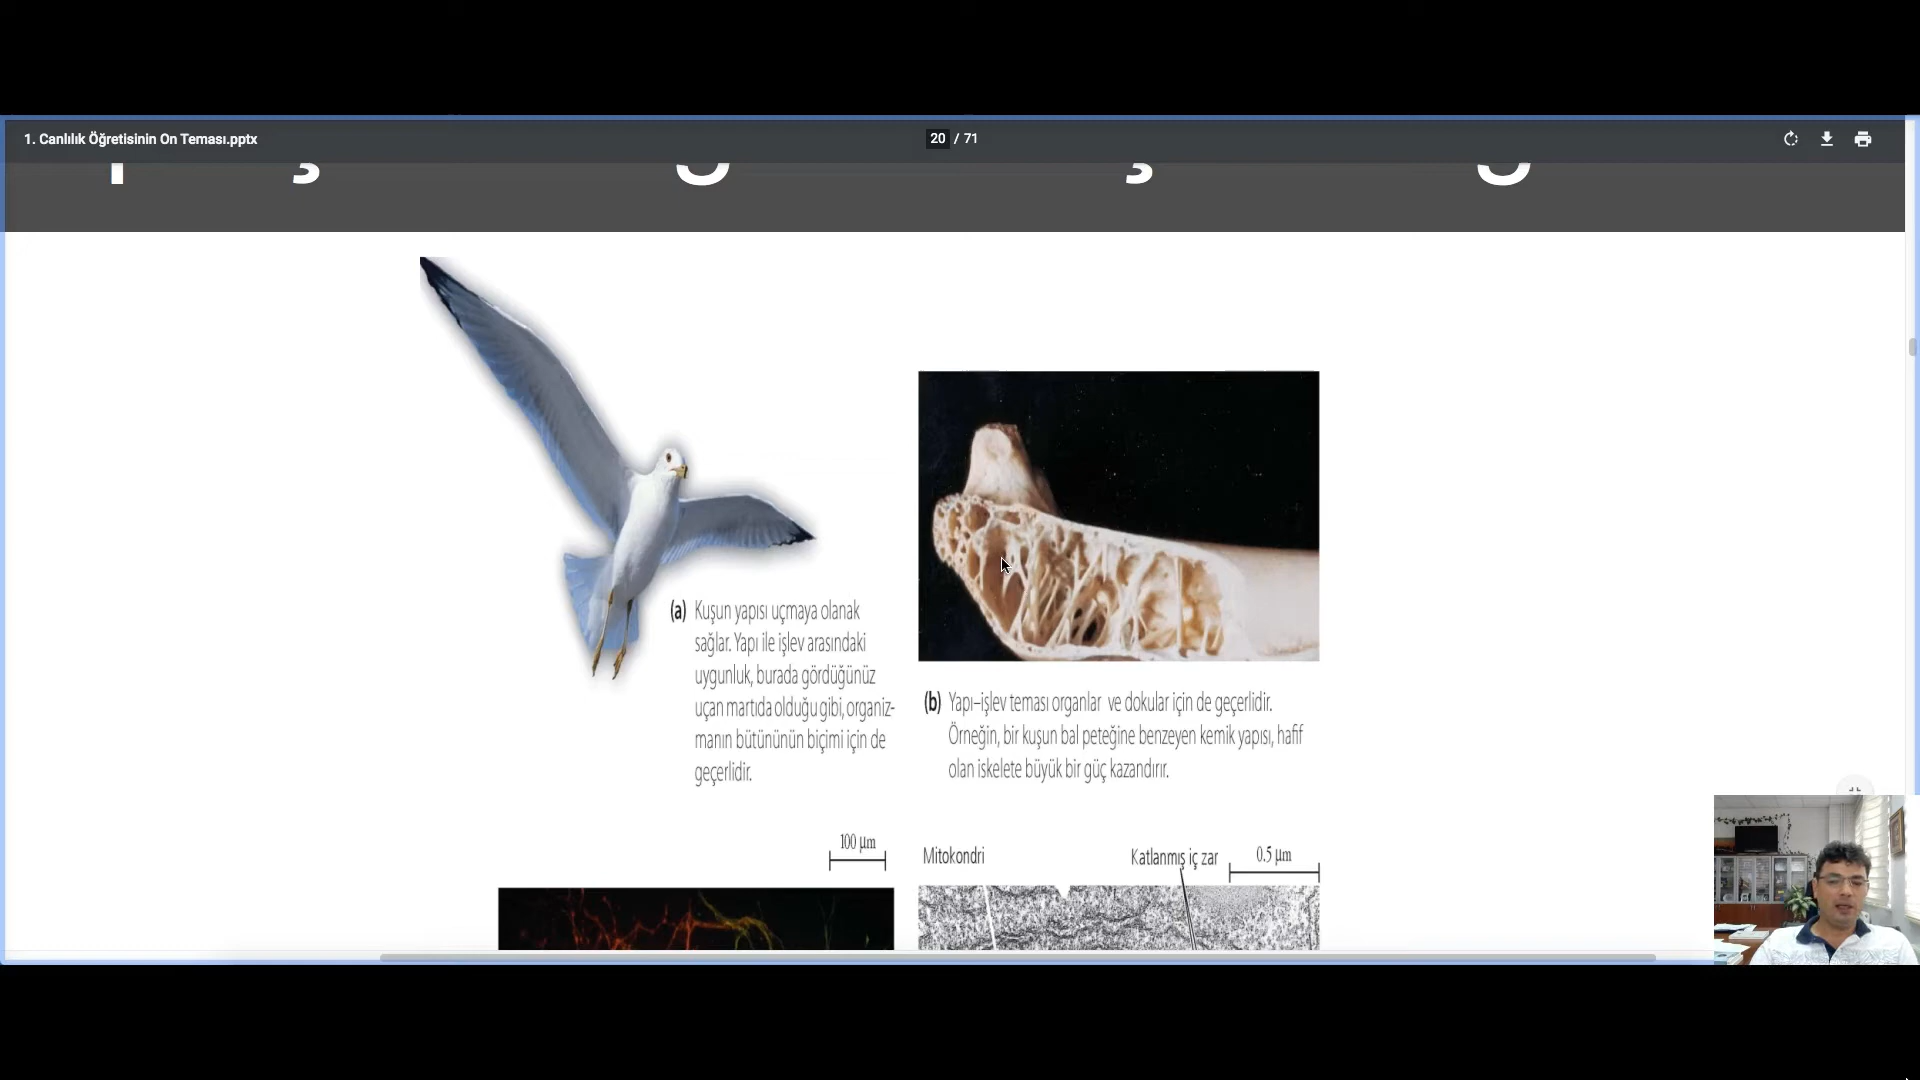 1. Canlılık Öğretisinin On Teması.pptx
20 / 71
(a) Kuşun yapısı uçmaya olanak
sağlar. Yapı ile işlev arasındaki
uygunluk, burada gördüğünüz
uçan martıda olduğu gibi, organiz-
manın bütününün biçimi için de
geçerlidir.
(b) Yapı–işlev teması organlar ve dokular için de geçerlidir.
Örneğin, bir kuşun bal peteğine benzeyen kemik yapısı, hafif
olan iskelete büyük bir güç kazandırır.
100 µm
Mitokondri
Katlanmış iç zar
0.5 µm